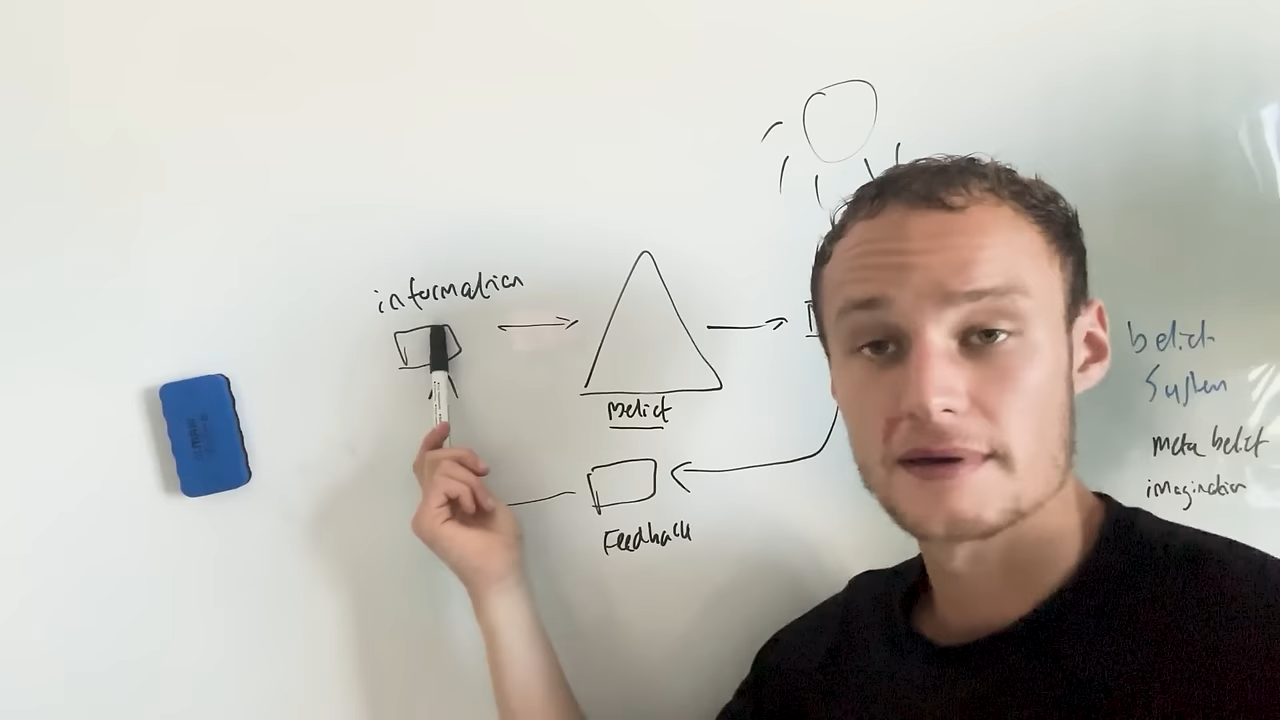 information
Belief
Feedback
belief
System
meta belief
imagination